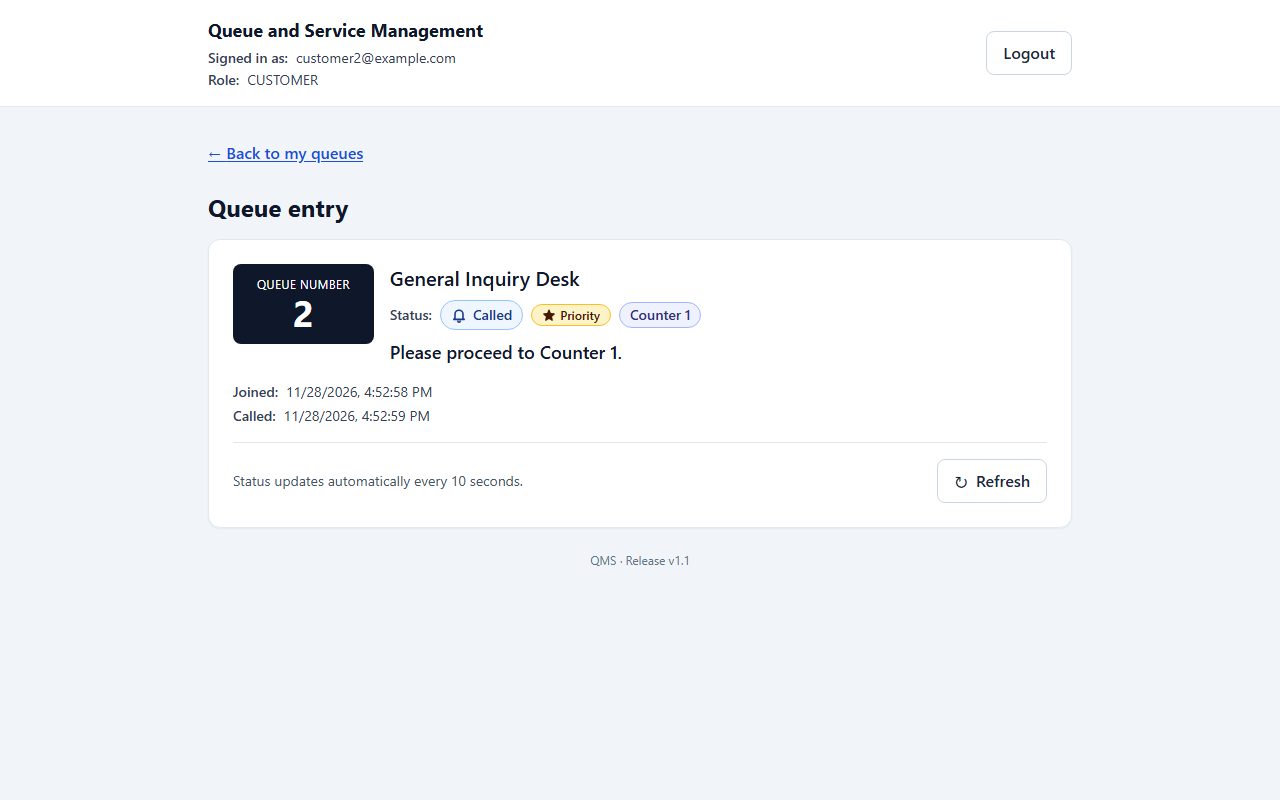 Queue and Service Management
Signed in as: customer2@example.com
Role: CUSTOMER
Logout
← Back to my queues
Queue entry
QUEUE NUMBER
2
General Inquiry Desk
Status: Called Priority Counter 1
Please proceed to Counter 1.
Joined: 11/28/2026, 4:52:58 PM
Called: 11/28/2026, 4:52:59 PM
Status updates automatically every 10 seconds.
↻ Refresh
QMS · Release v1.1